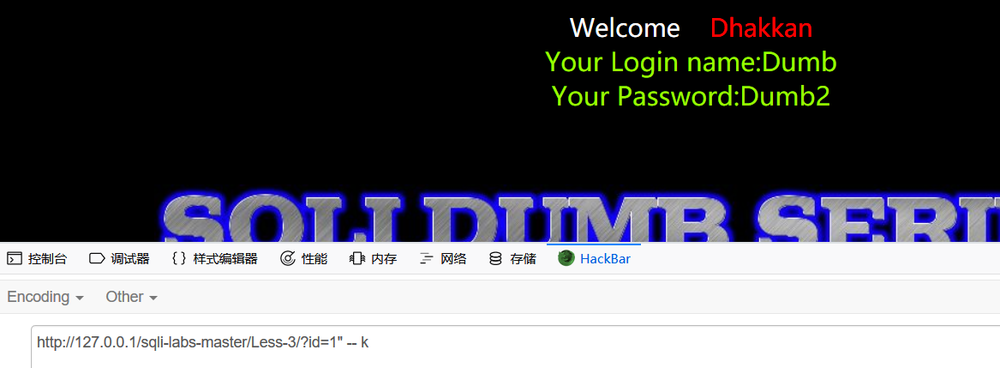 Welcome Dhakkan
Your Login name:Dumb
Your Password:Dumb2
SQLI DUMB SERI
控制台 调试器 {} 样式编辑器 性能 内存 网络 存储 HackBar
Encoding Other
http://127.0.0.1/sqli-labs-master/Less-3/?id=1" -- k